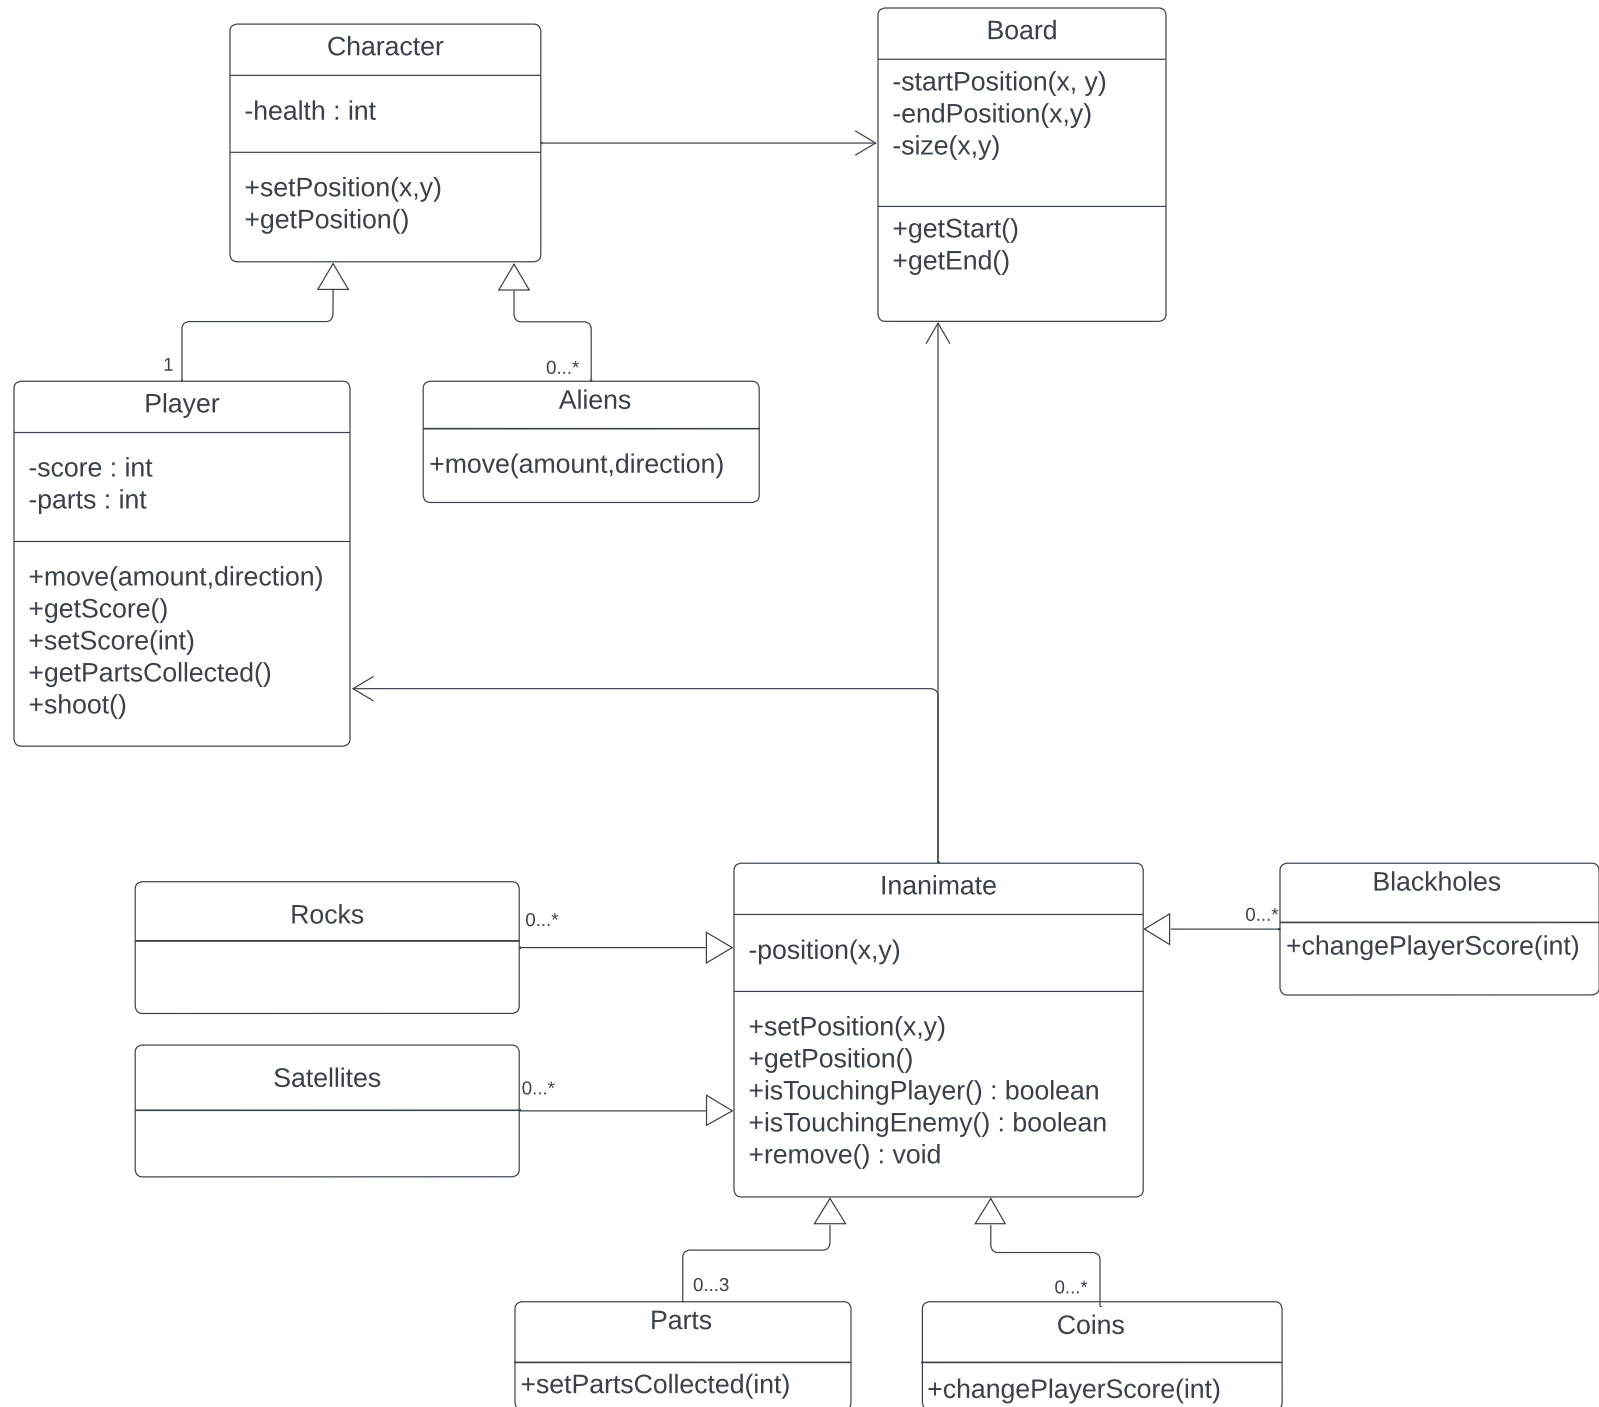 Character
-health : int
+setPosition(x,y)
+getPosition()
Board
-startPosition(x, y)
-endPosition(x,y)
-size(x,y)
+getStart()
+getEnd()
1
0...*
Player
-score : int
-parts : int
+move(amount,direction)
+getScore()
+setScore(int)
+getPartsCollected()
+shoot()
Aliens
+move(amount,direction)
Rocks
0...*
Satellites
0...*
Inanimate
-position(x,y)
+setPosition(x,y)
+getPosition()
+isTouchingPlayer() : boolean
+isTouchingEnemy() : boolean
+remove() : void
0...*
Blackholes
+changePlayerScore(int)
0...3
Parts
+setPartsCollected(int)
0...*
Coins
+changePlayerScore(int)